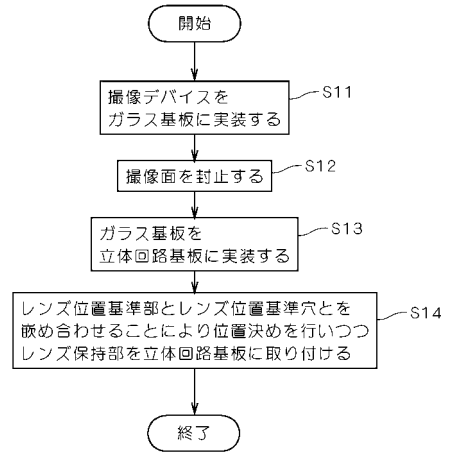 開始
撮像デバイスを
ガラス基板に実装する
S11
撮像面を封止する
S12
ガラス基板を
立体回路基板に実装する
S13
レンズ位置基準部とレンズ位置基準穴とを
嵌め合わせることにより位置決めを行いつつ
レンズ保持部を立体回路基板に取り付ける
S14
終了